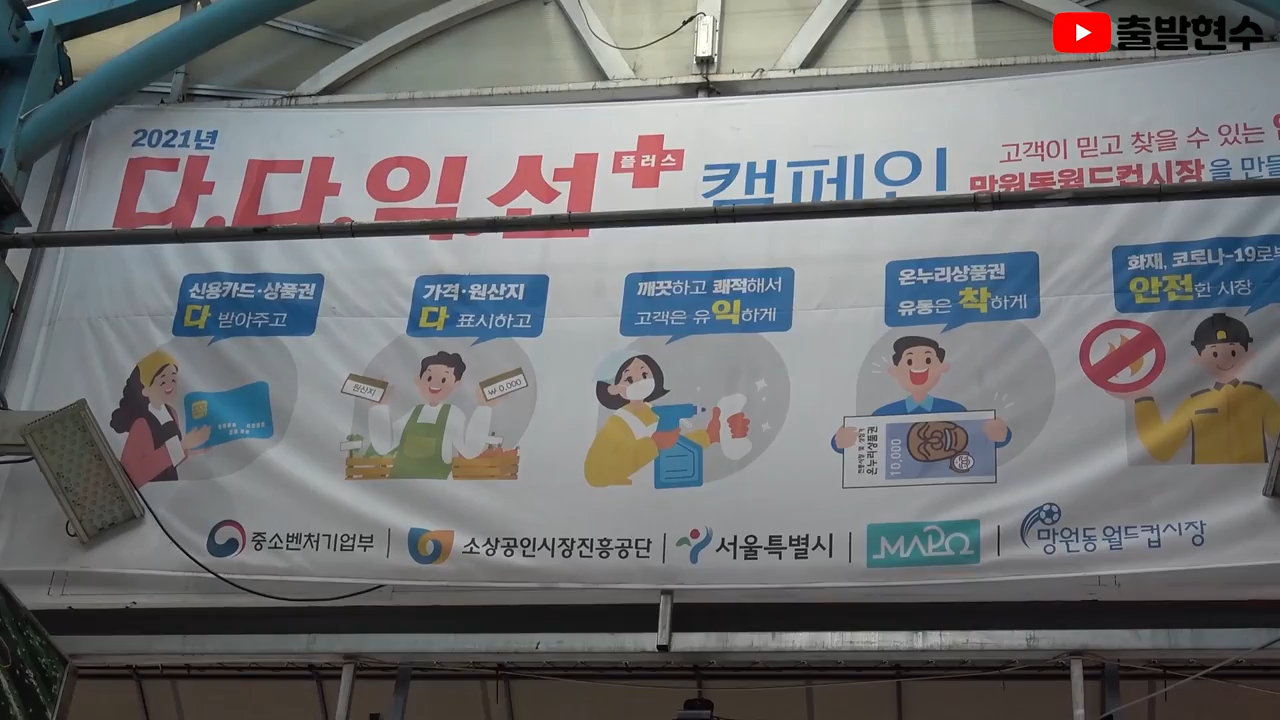 출발현수
2021년
다.다.익.선 플러스 캠페인
고객이 믿고 찾을 수 있는
망원동월드컵시장을 만들
신용카드·상품권
다 받아주고
가격·원산지
다 표시하고
깨끗하고 쾌적해서
고객은 유익하게
온누리상품권
유통은 착하게
화재, 코로나-19로부
안전한 시장
원산지
₩0,000
온누리상품권
10,000
중소벤처기업부
소상공인시장진흥공단
서울특별시
MAPO
망원동월드컵시장